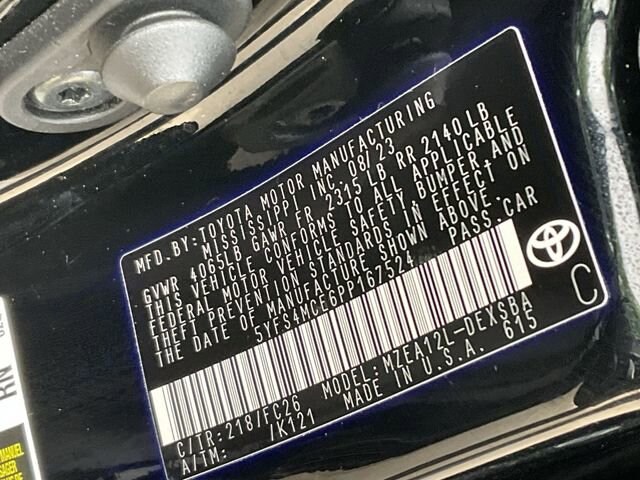 MFD.BY: TOYOTA MOTOR MANUFACTURING
MISSISSIPPI INC. 08/23
GVWR 4065LB GAWR FR 2315 LB RR 2140 LB
THIS VEHICLE CONFORMS TO ALL APPLICABLE
FEDERAL MOTOR VEHICLE SAFETY, BUMPER, AND
THEFT PREVENTION STANDARDS IN EFFECT ON
THE DATE OF MANUFACTURE SHOWN ABOVE.
5YFS4MCE6PP167524 PASS.CAR
C
C/TR: 218/FC26 MODEL: MZEA12L-DEXSBA
A/TM: /K121 U.S.A. 615
RN
MANUEL